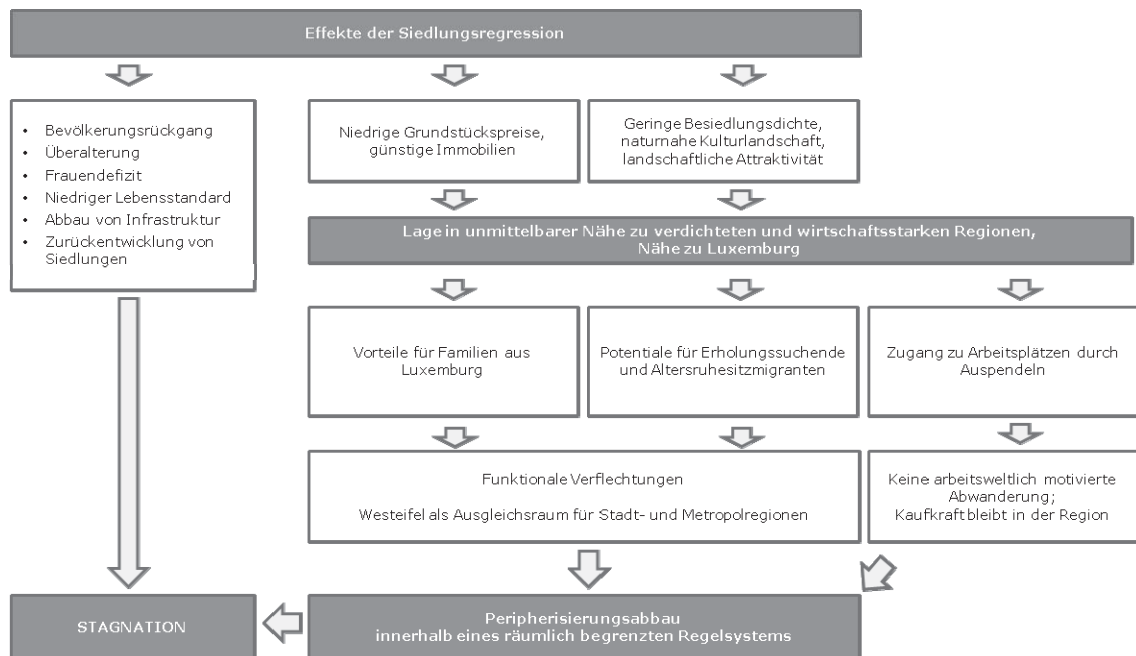 Effekte der Siedlungsregression
• Bevölkerungsrückgang
• Überalterung
• Frauendefizit
• Niedriger Lebensstandard
• Abbau von Infrastruktur
• Zurückentwicklung von
Siedlungen
Niedrige Grundstückspreise,
günstige Immobilien
Geringe Besiedlungsdichte,
naturnahe Kulturlandschaft,
landschaftliche Attraktivität
Lage in unmittelbarer Nähe zu verdichteten und wirtschaftsstarken Regionen,
Nähe zu Luxemburg
Vorteile für Familien aus
Luxemburg
Potentiale für Erholungssuchende
und Altersruhesitzmigranten
Zugang zu Arbeitsplätzen durch
Auspendeln
Funktionale Verflechtungen
Westeifel als Ausgleichsraum für Stadt- und Metropolregionen
Keine arbeitsweltlich motivierte
Abwanderung;
Kaufkraft bleibt in der Region
STAGNATION
Peripherisierungsabbau
innerhalb eines räumlich begrenzten Regelsystems